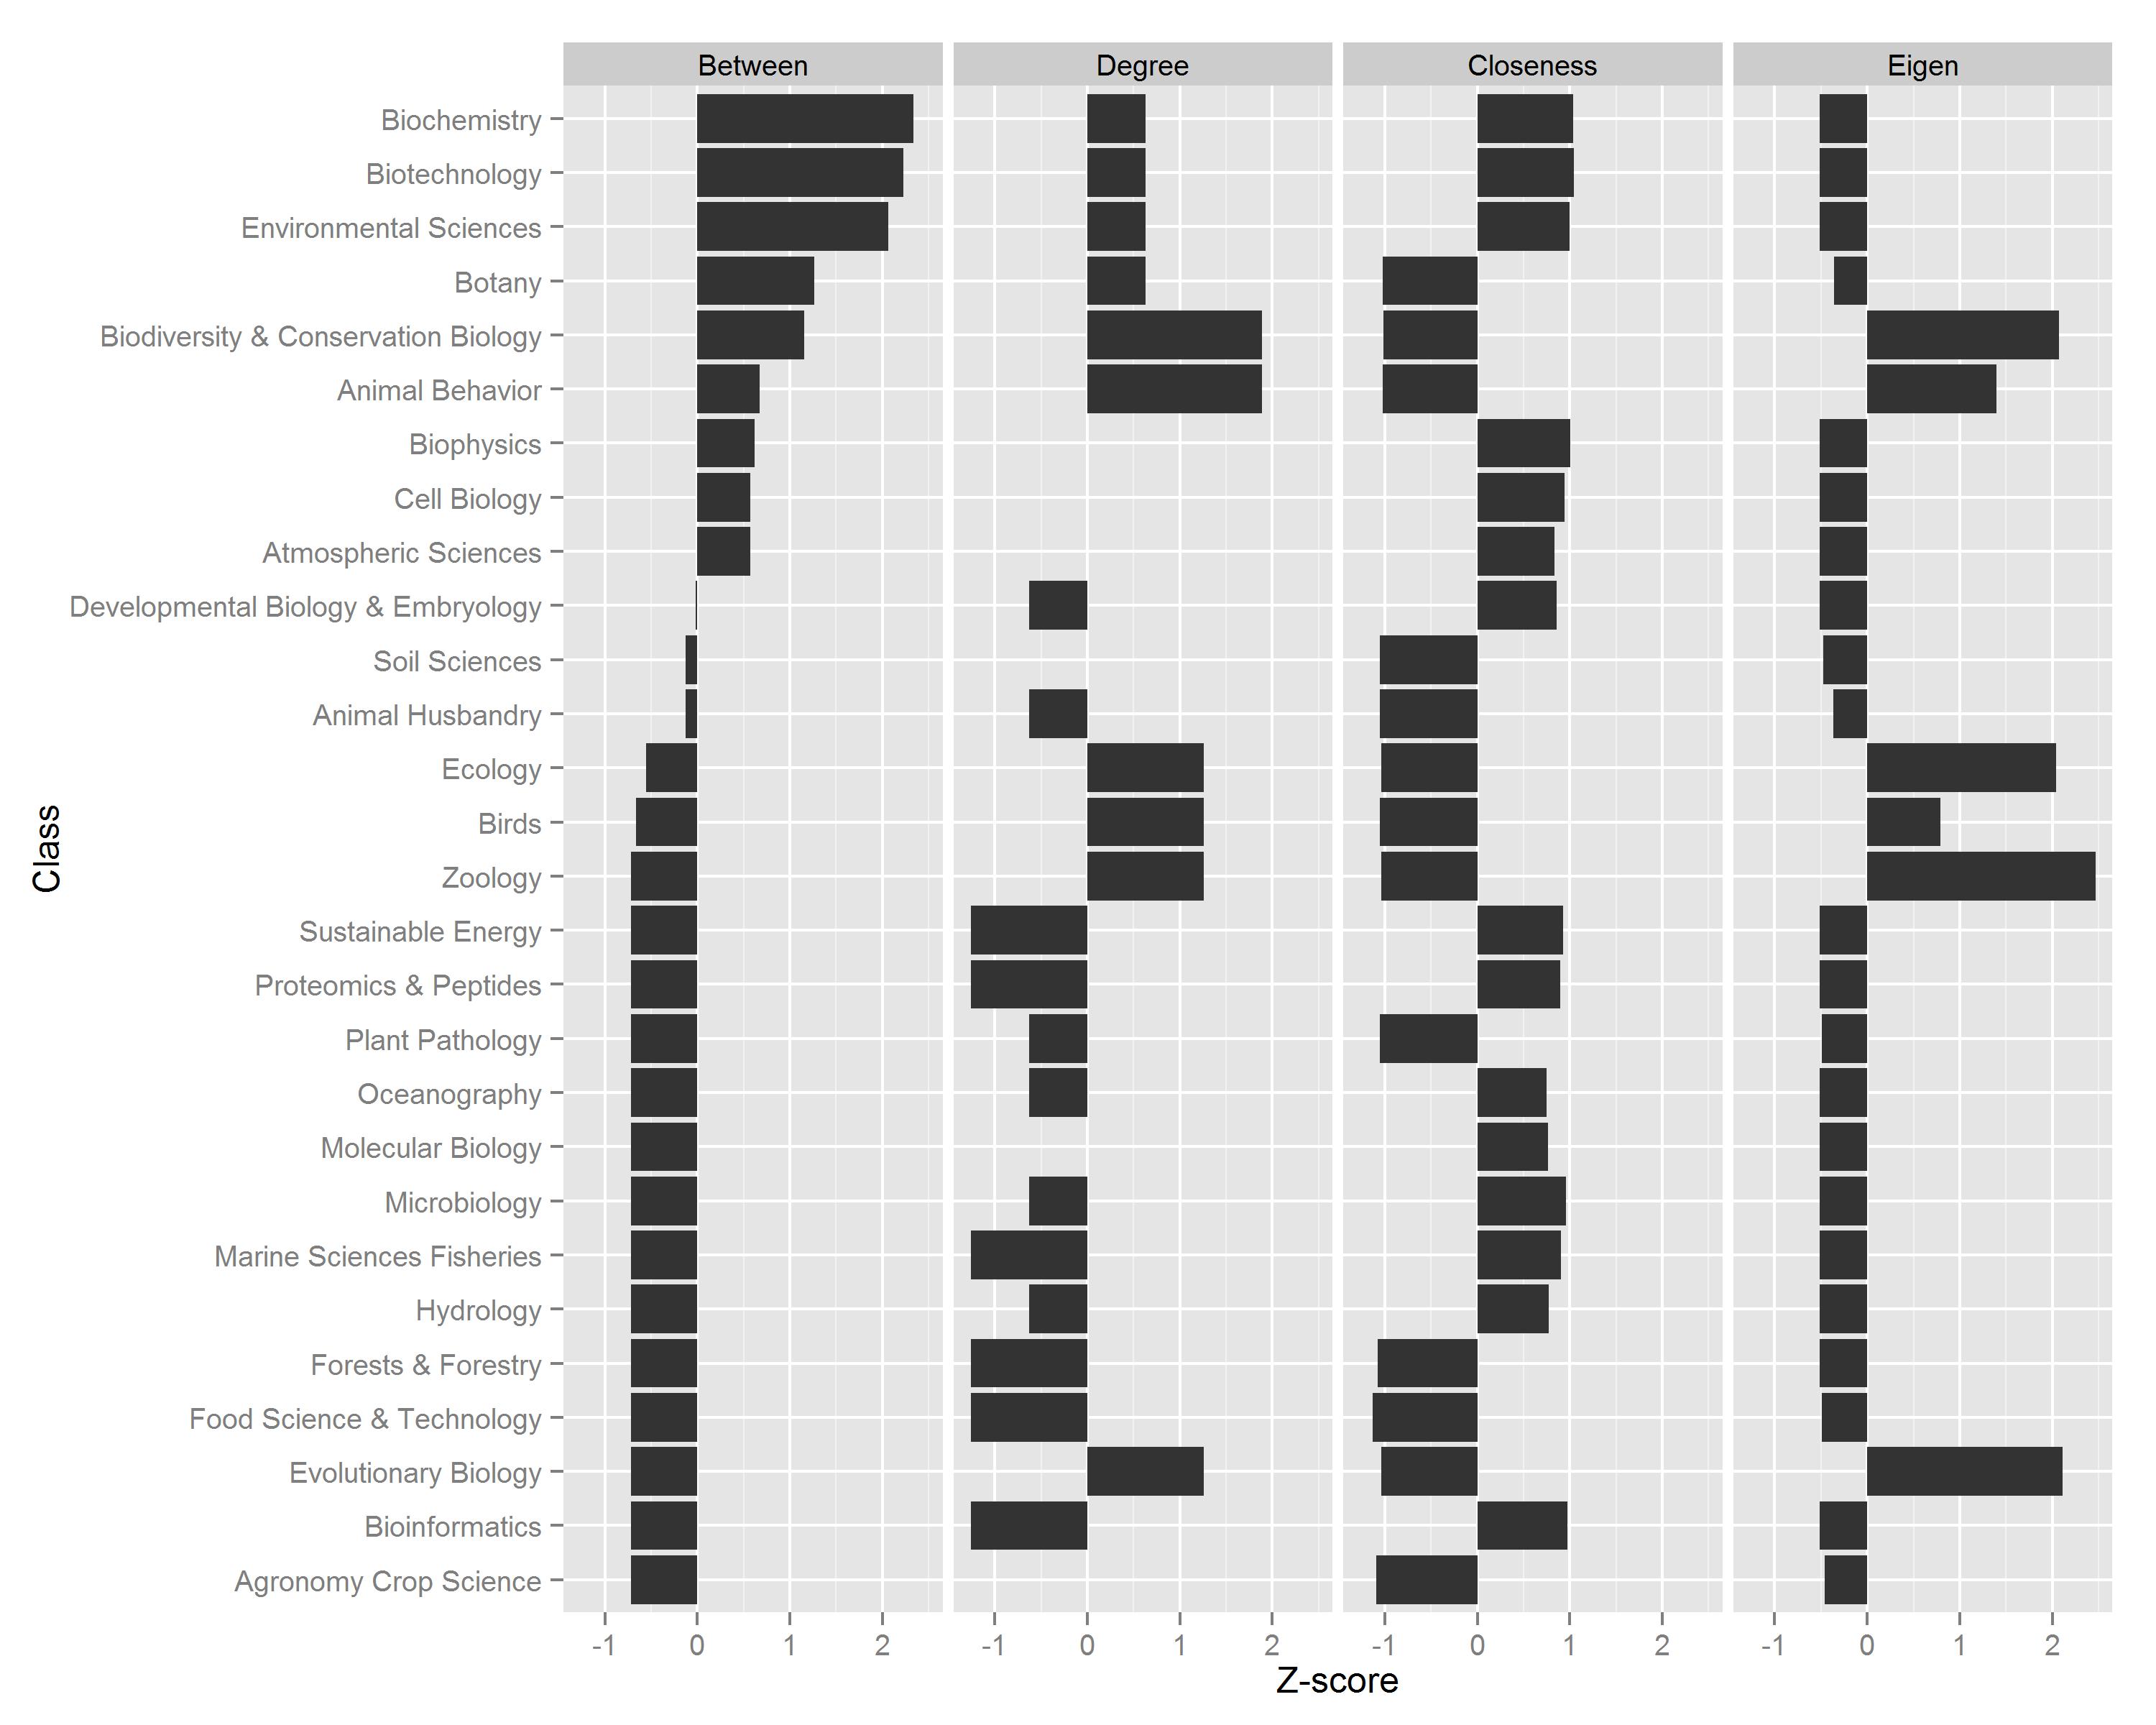 Between Degree Closeness Eigen
Biochemistry
Biotechnology
Environmental Sciences
Botany
Biodiversity & Conservation Biology
Animal Behavior
Biophysics
Cell Biology
Atmospheric Sciences
Developmental Biology & Embryology
Soil Sciences
Animal Husbandry
Ecology
Birds
Zoology
Sustainable Energy
Proteomics & Peptides
Plant Pathology
Oceanography
Molecular Biology
Microbiology
Marine Sciences Fisheries
Hydrology
Forests & Forestry
Food Science & Technology
Evolutionary Biology
Bioinformatics
Agronomy Crop Science
Class
-1 0 1 2 -1 0 1 2 -1 0 1 2 -1 0 1 2
Z-score